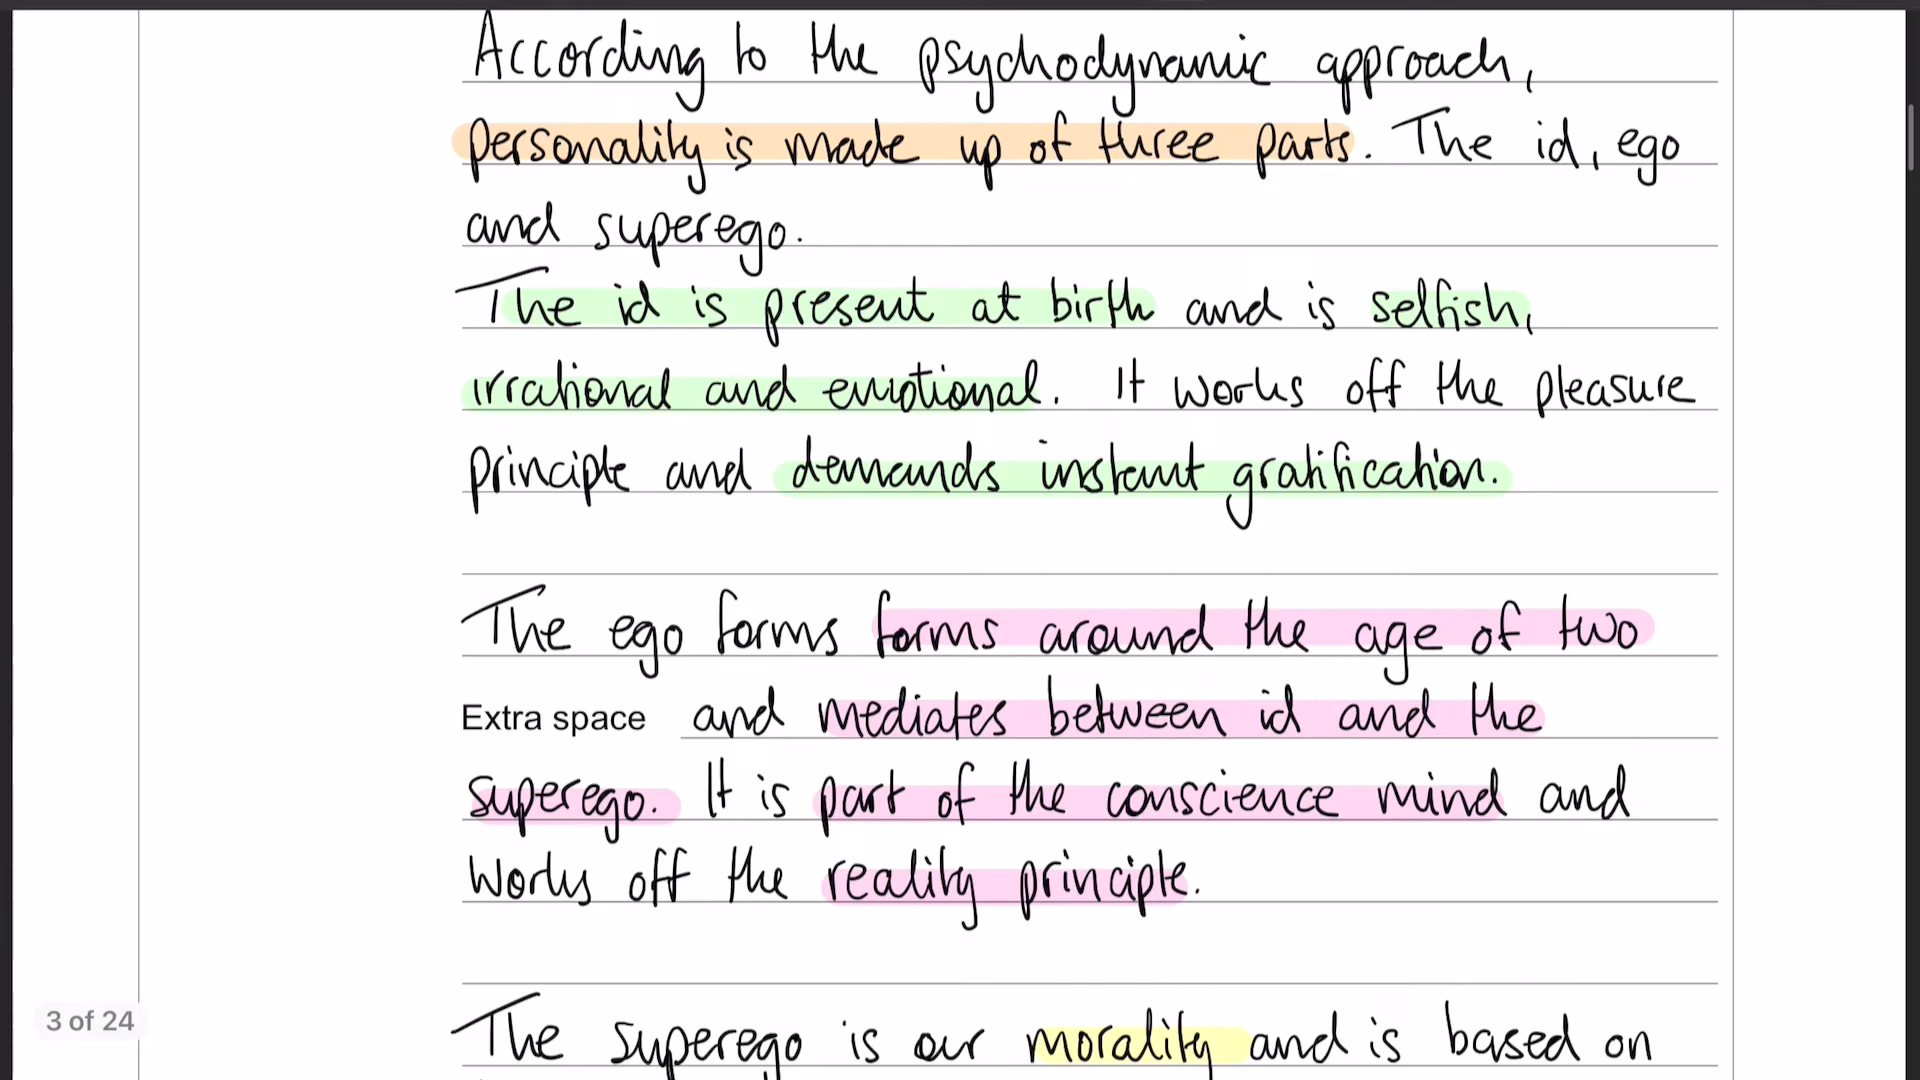 According to the psychodynamic approach,
personality is made up of three parts. The id, ego
and superego.
The id is present at birth and is selfish,
irrational and emotional. It works off the pleasure
principle and demands instant gratification.
The ego forms forms around the age of two
Extra space and mediates between id and the
superego. It is part of the conscience mind and
works off the reality principle.
3 of 24
The superego is our morality and is based on